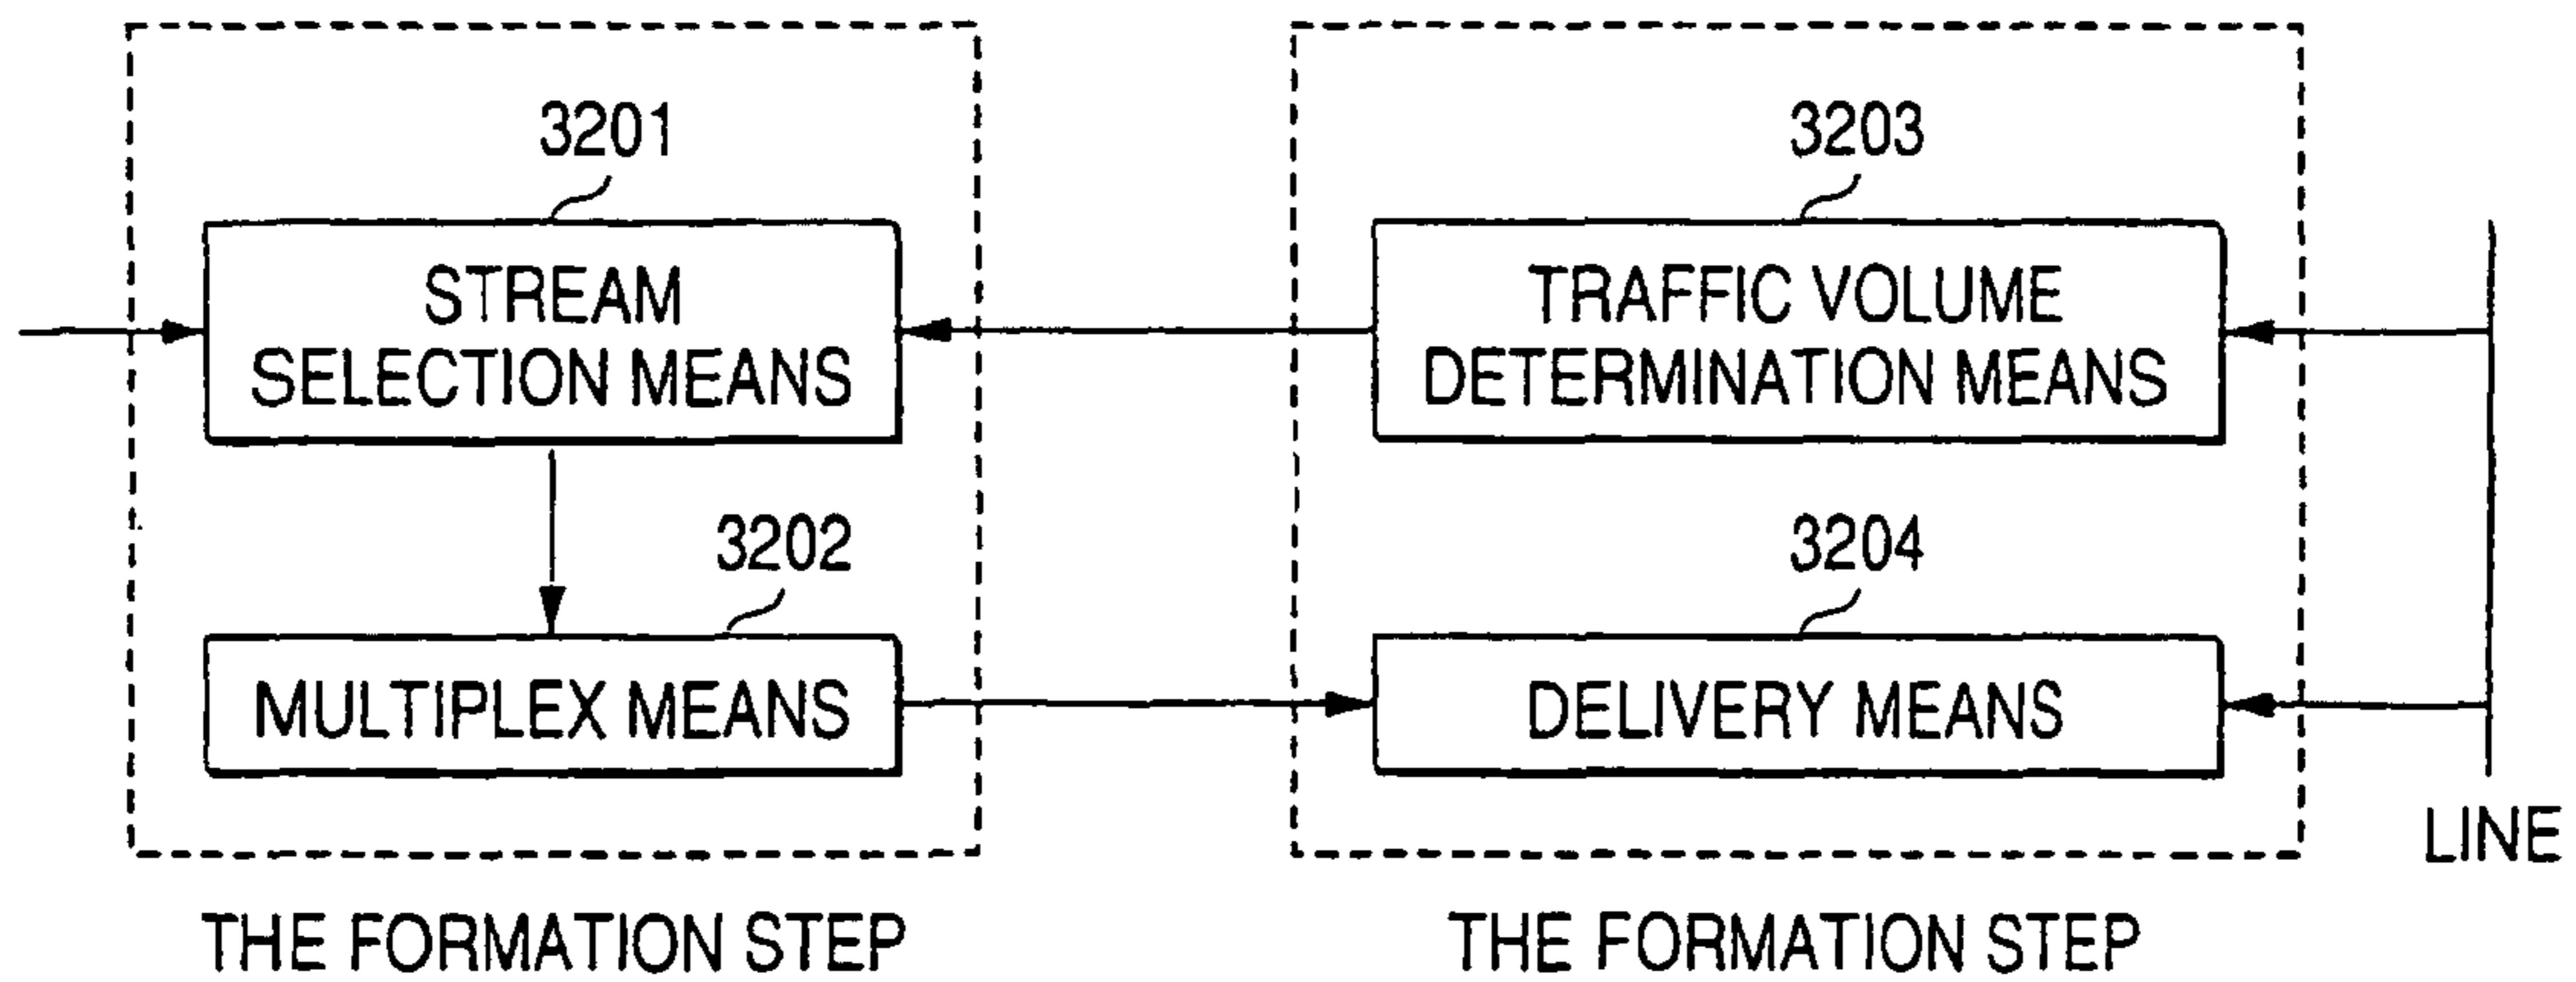 3201
STREAM
SELECTION MEANS
3202
MULTIPLEX MEANS
THE FORMATION STEP
3203
TRAFFIC VOLUME
DETERMINATION MEANS
3204
DELIVERY MEANS
THE FORMATION STEP
LINE